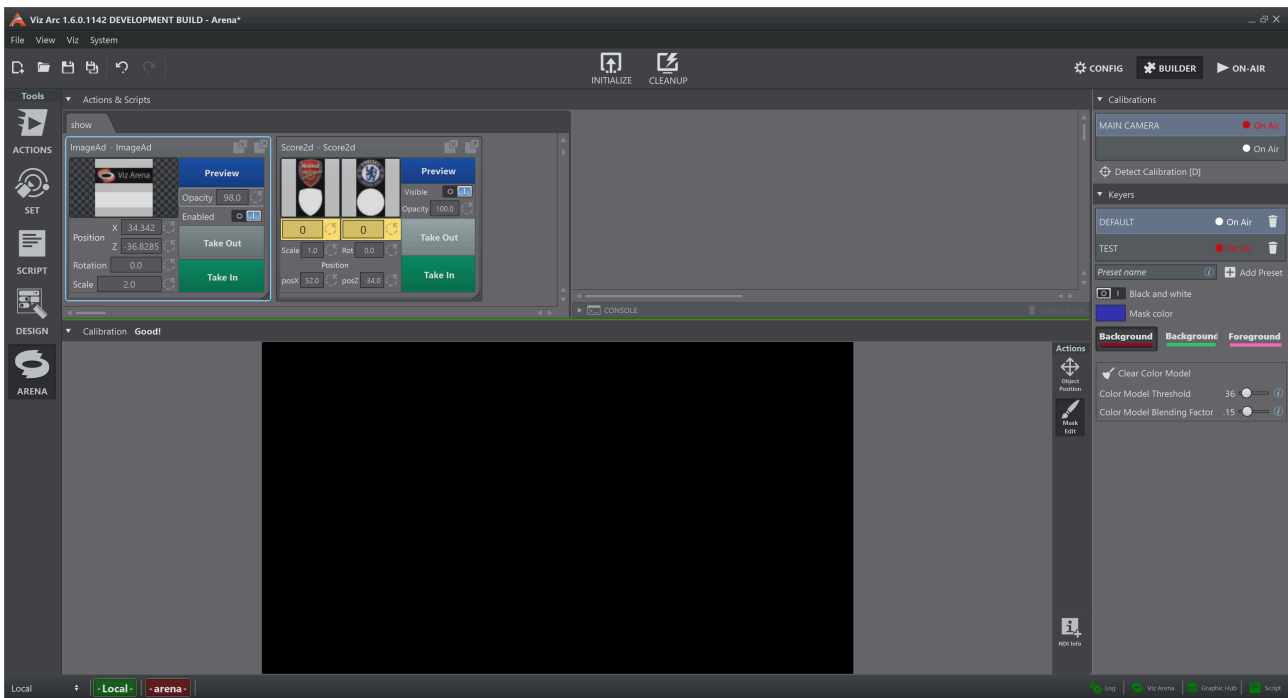 Viz Arc 1.6.0.1142 DEVELOPMENT BUILD - Arena*
File View Viz System
INITIALIZE CLEANUP
CONFIG BUILDER ON-AIR
Tools
ACTIONS
SET
SCRIPT
DESIGN
ARENA
Actions & Scripts
show
ImageAd - ImageAd
Viz Arena
Preview
Opacity 98.0
Enabled
Position X 34.342
Z -36.8285
Take Out
Rotation 0.0
Scale 2.0
Take In
Score2d - Score2d
Arsenal
Preview
Visible
Opacity 100.0
0 0
Take Out
Scale 1.0 Rot 0.0
Position
posX 52.0 posZ 34.0
Take In
CONSOLE
Calibration Good!
Actions
Object
Position
Mask
Edit
NDI Info
Calibrations
MAIN CAMERA On Air
On Air
Detect Calibration [D]
Keyers
DEFAULT On Air
TEST On Air
Preset name Add Preset
Black and white
Mask color
Background Background Foreground
Clear Color Model
Color Model Threshold 36
Color Model Blending Factor .15
Local -Local- -arena-
Log Viz Arena Graphic Hub Script